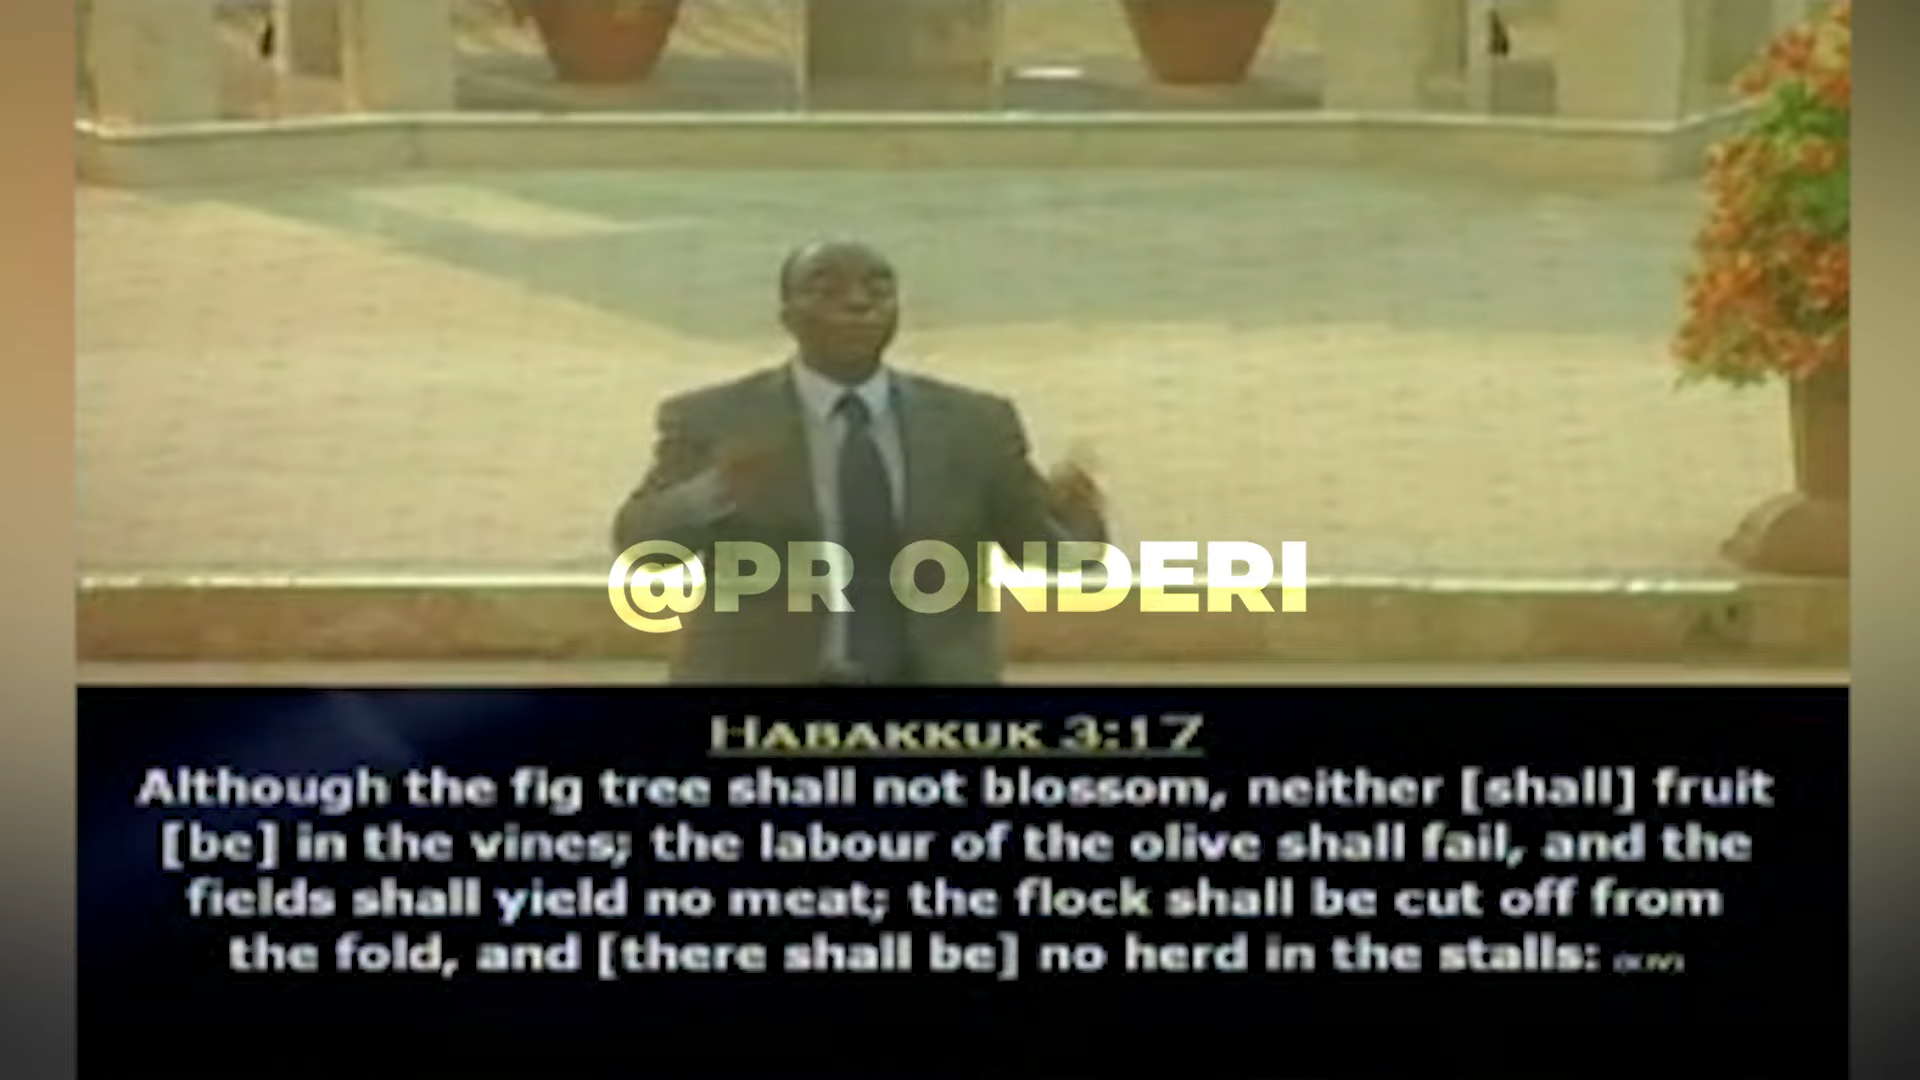 @PR ONDERI
HABAKKUK 3:17
Although the fig tree shall not blossom, neither [shall] fruit
[be] in the vines; the labour of the olive shall fail, and the
fields shall yield no meat; the flock shall be cut off from
the fold, and [there shall be] no herd in the stalls: (KJV)